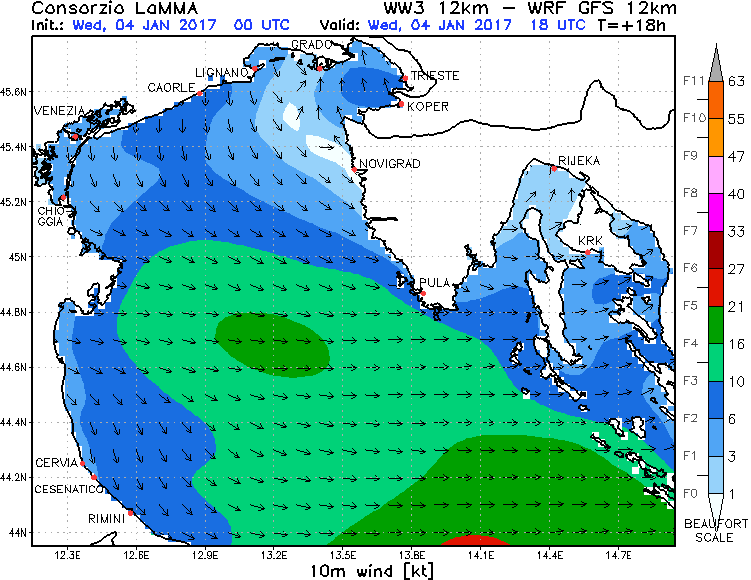 Consorzio LaMMA WW3 12km – WRF GFS 12km
Init.: Wed, 04 JAN 2017 00 UTC Valid: Wed, 04 JAN 2017 18 UTC T=+18h
GRADO
LIGNANO
TRIESTE
CAORLE
KOPER
VENEZIA
NOVIGRAD
RIJEKA
CHIO-
GGIA
KRK
PULA
CERVIA
CESENATICO
RIMINI
45.6N
45.4N
45.2N
45N
44.8N
44.6N
44.4N
44.2N
44N
12.3E 12.6E 12.9E 13.2E 13.5E 13.8E 14.1E 14.4E 14.7E
10m wind [kt]
F11 63
F10 55
F9 47
F8 40
F7 33
F6 27
F5 21
F4 16
F3 10
F2 6
F1 3
F0 1
BEAUFORT
SCALE